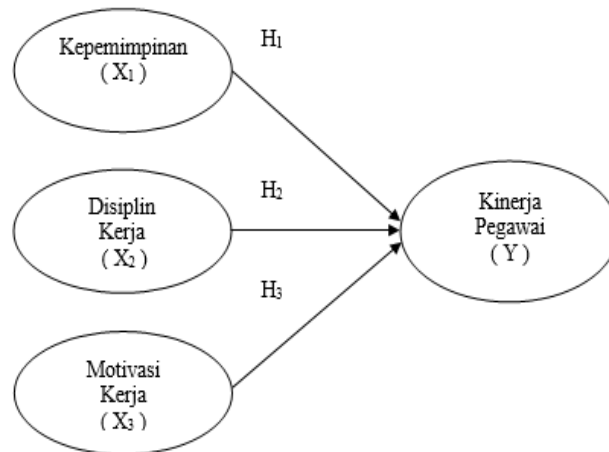 Kepemimpinan
( X₁ )
H₁
Disiplin
Kerja
( X₂ )
H₂
Kinerja
Pegawai
( Y )
H₃
Motivasi
Kerja
( X₃ )